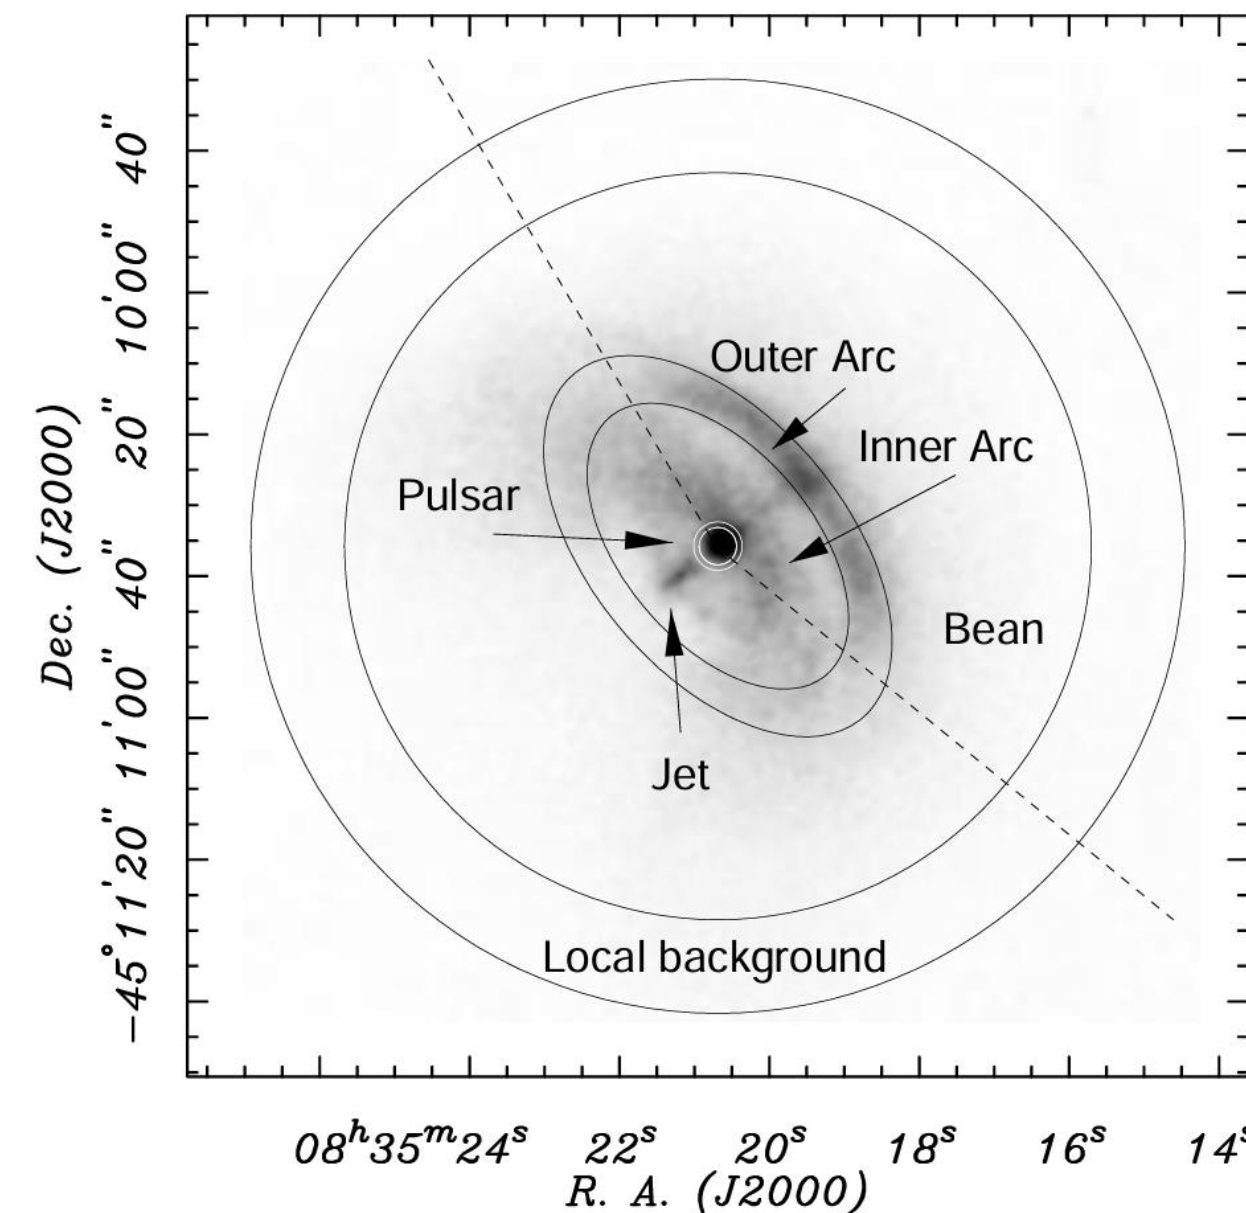 40"
10'00"
20"
40"
11'00"
−45°11'20"
Dec. (J2000)
Outer Arc
Inner Arc
Pulsar
Bean
Jet
Local background
08ʰ35ᵐ24ˢ 22ˢ 20ˢ 18ˢ 16ˢ 14ˢ
R. A. (J2000)